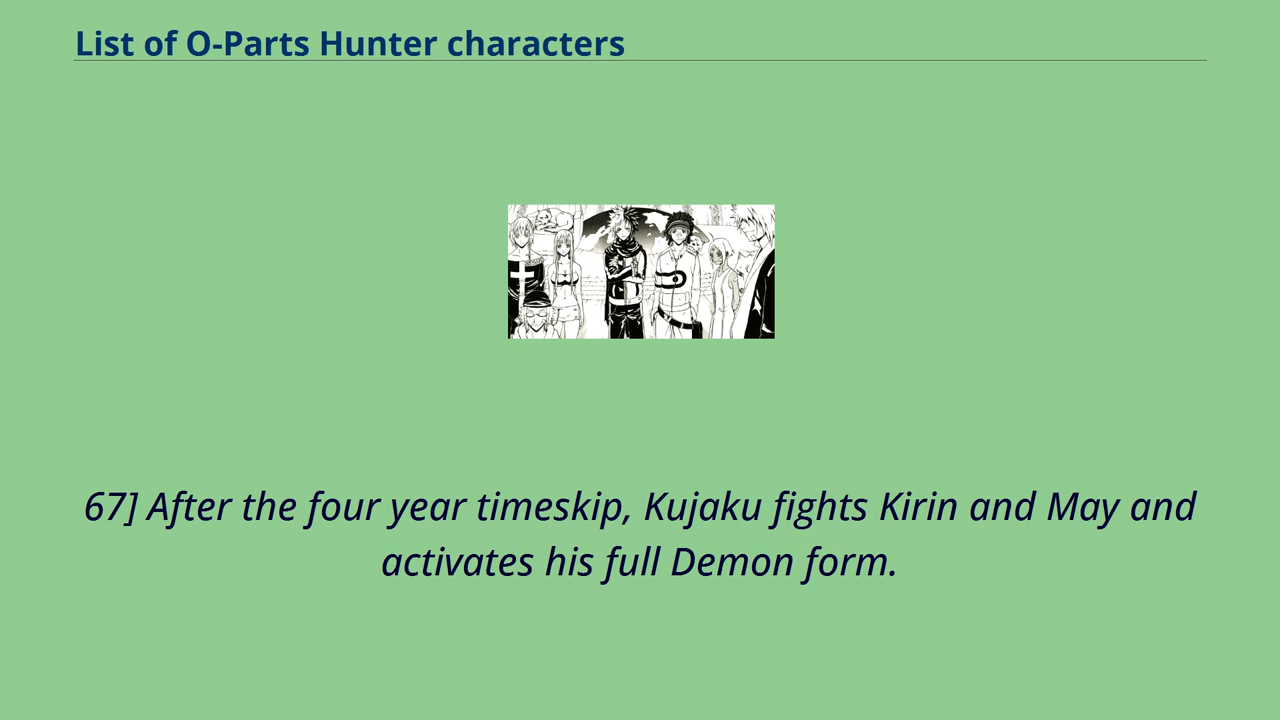 List of O-Parts Hunter characters
67] After the four year timeskip, Kujaku fights Kirin and May and
activates his full Demon form.